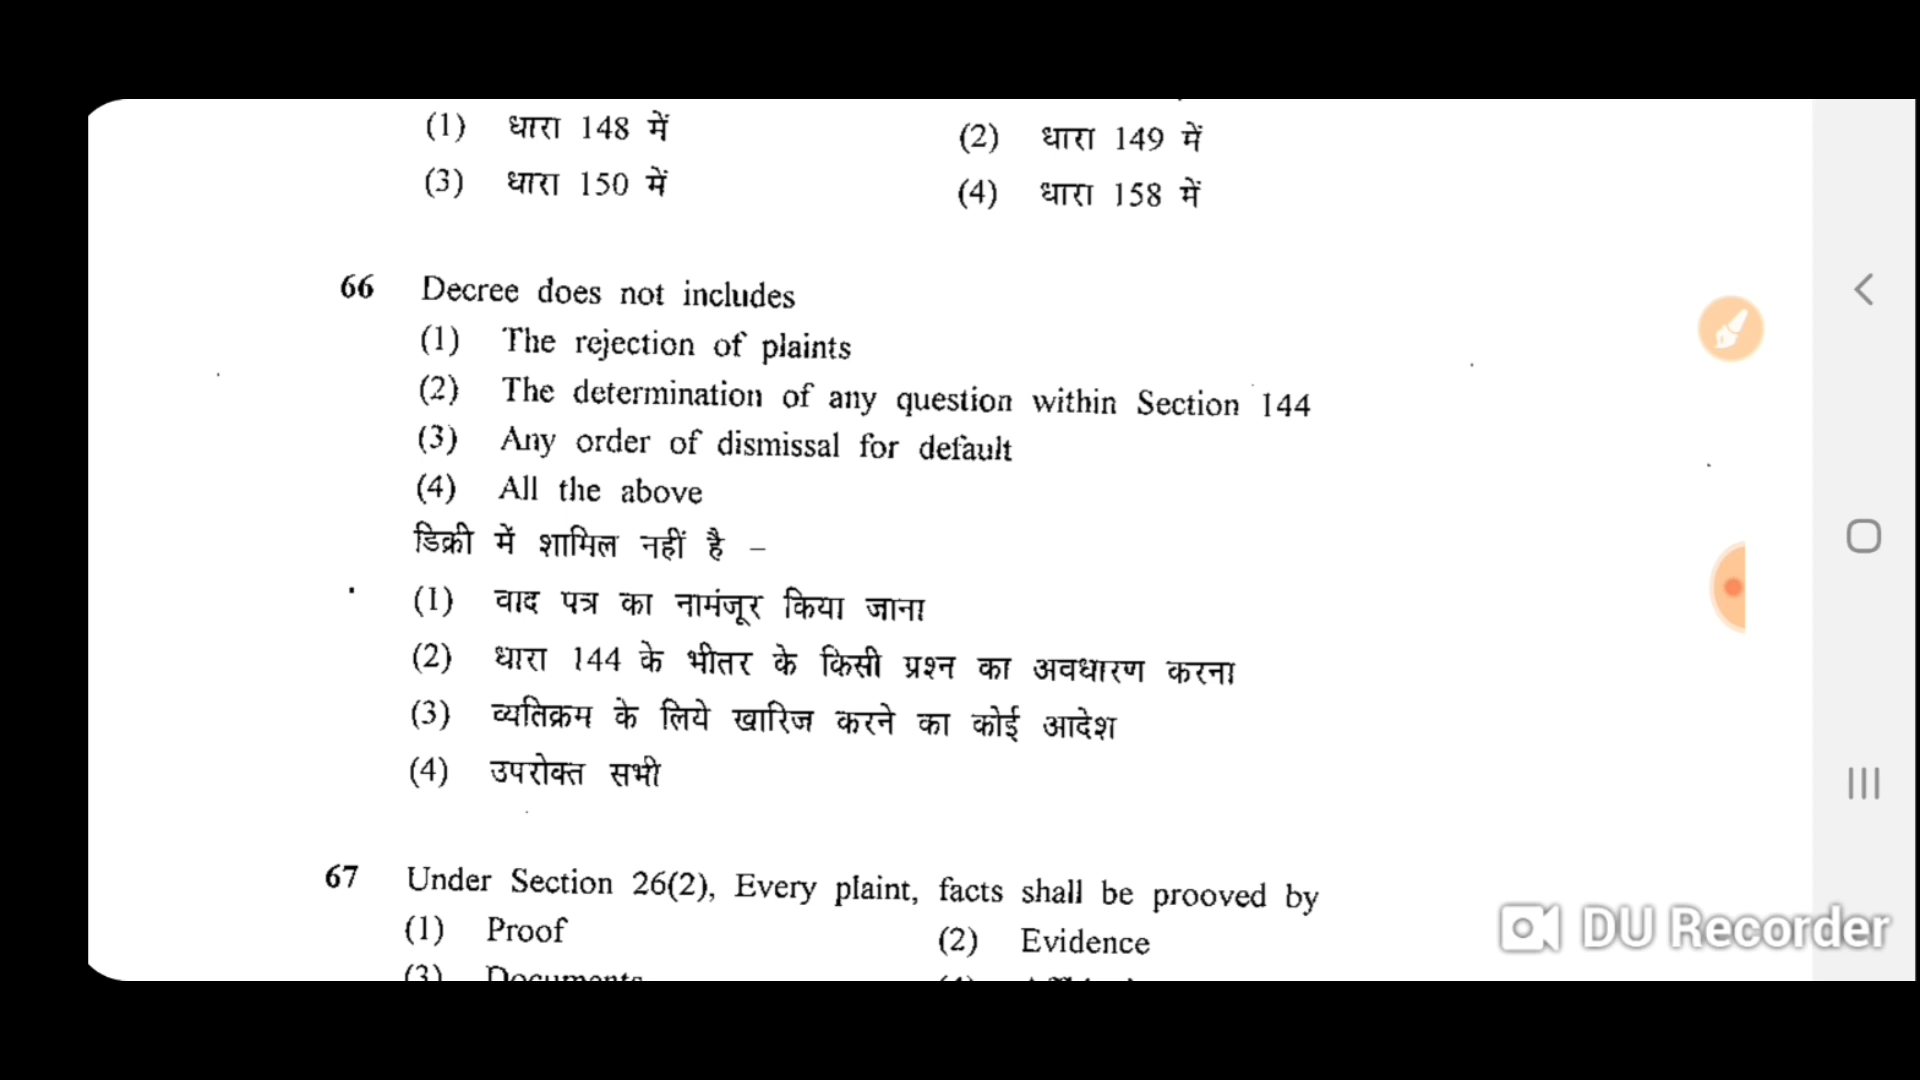 (1) धारा 148 में (2) धारा 149 में
(3) धारा 150 में (4) धारा 158 में
66 Decree does not includes
(1) The rejection of plaints
(2) The determination of any question within Section 144
(3) Any order of dismissal for default
(4) All the above
डिक्री में शामिल नहीं है –
(1) वाद पत्र का नामंजूर किया जाना
(2) धारा 144 के भीतर के किसी प्रश्न का अवधारण करना
(3) व्यतिक्रम के लिये खारिज करने का कोई आदेश
(4) उपरोक्त सभी
67 Under Section 26(2), Every plaint, facts shall be prooved by
(1) Proof (2) Evidence
(3) Documents
DU Recorder